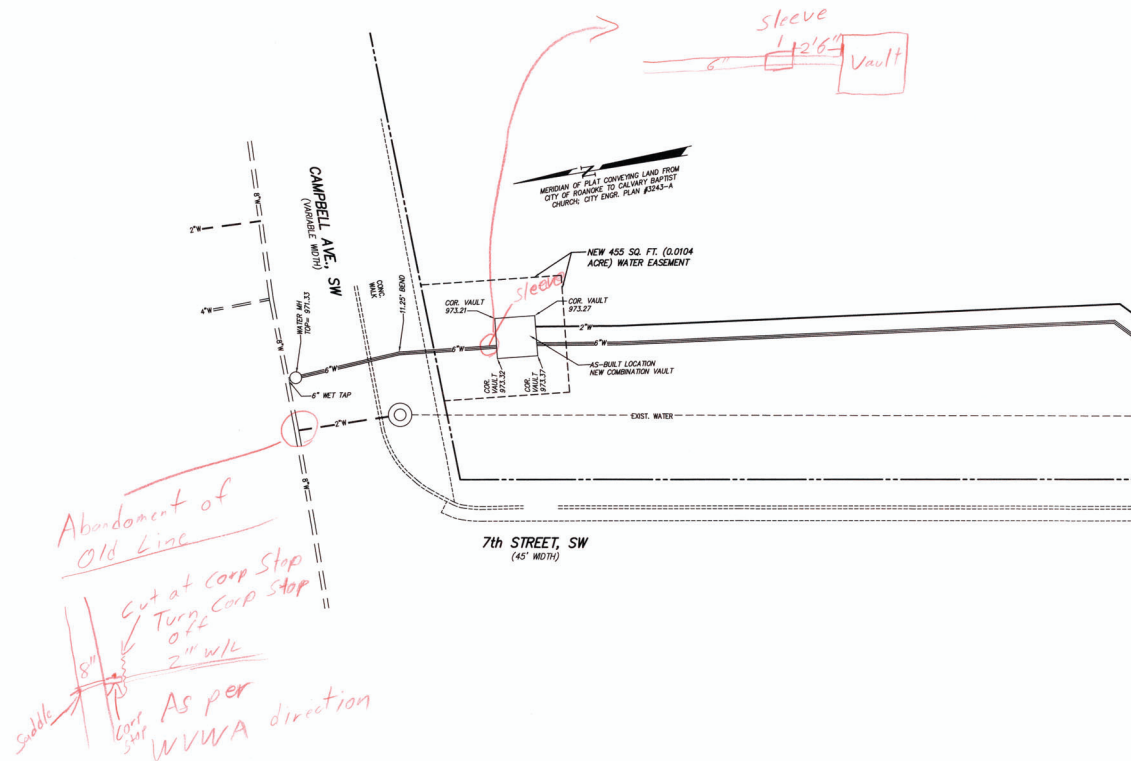 sleeve
2'6"
6"
Vault
MERIDIAN OF PLAT CONVEYING LAND FROM
CITY OF ROANOKE TO CALVARY BAPTIST
CHURCH; CITY ENGR. PLAN #3243-A
CAMPBELL AVE., SW
(VARIABLE WIDTH)
8"W
2"W
4"W
8"W
8"W
CONC.
WALK
11.25' BEND
NEW 455 SQ. FT. (0.0104
ACRE) WATER EASEMENT
sleeve
COR. VAULT
973.21
COR. VAULT
973.27
WATER MH
TOP= 971.33
6"W
6"W
2"W
6"W
AS-BUILT LOCATION
NEW COMBINATION VAULT
COR.
VAULT
973.32
COR.
VAULT
973.37
6" WET TAP
2"W
EXIST. WATER
7th STREET, SW
(45' WIDTH)
Abandoment of
Old Line
Cut at Corp Stop
Turn Corp Stop
off
2" W/L
8"
Saddle
Corp
Stop
As per
WVWA direction